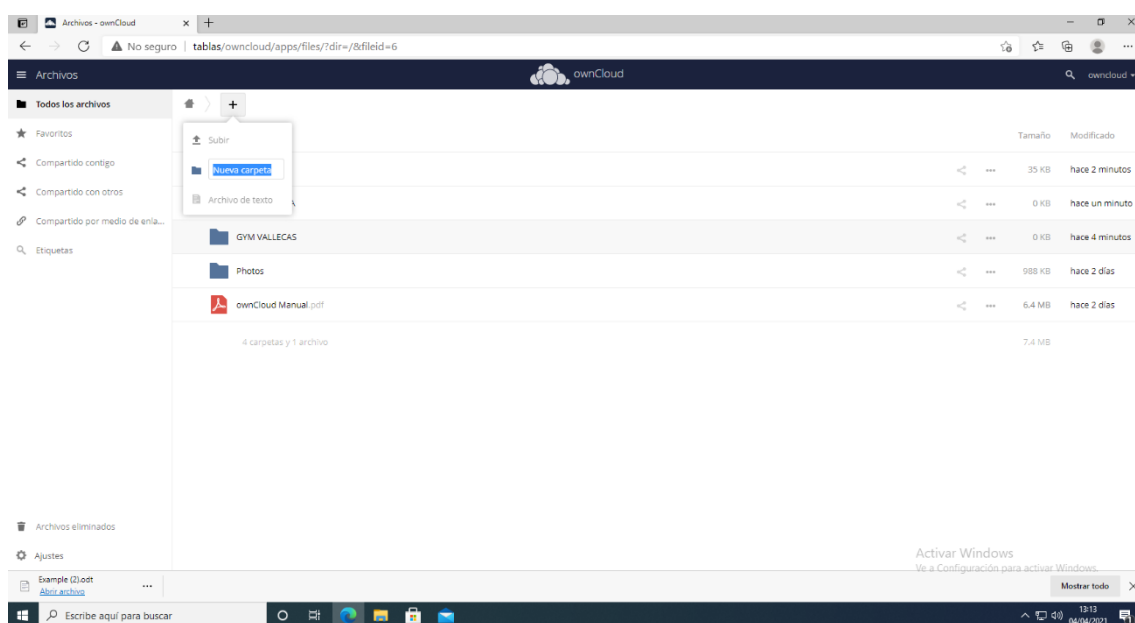 Archivos - ownCloud
No seguro | tablas/owncloud/apps/files/?dir=/&fileid=6
Archivos
ownCloud
owncloud
Todos los archivos
Favoritos
Compartido contigo
Compartido con otros
Compartido por medio de enla...
Etiquetas
Subir
Nueva carpeta
Archivo de texto
Tamaño Modificado
35 KB hace 2 minutos
A 0 KB hace un minuto
GYM VALLECAS 0 KB hace 4 minutos
Photos 988 KB hace 2 días
ownCloud Manual.pdf 6.4 MB hace 2 días
4 carpetas y 1 archivo 7.4 MB
Archivos eliminados
Ajustes
Activar Windows
Ve a Configuración para activar Windows.
Example (2).odt
Abrir archivo
Mostrar todo
Escribe aquí para buscar
13:13
04/04/2021